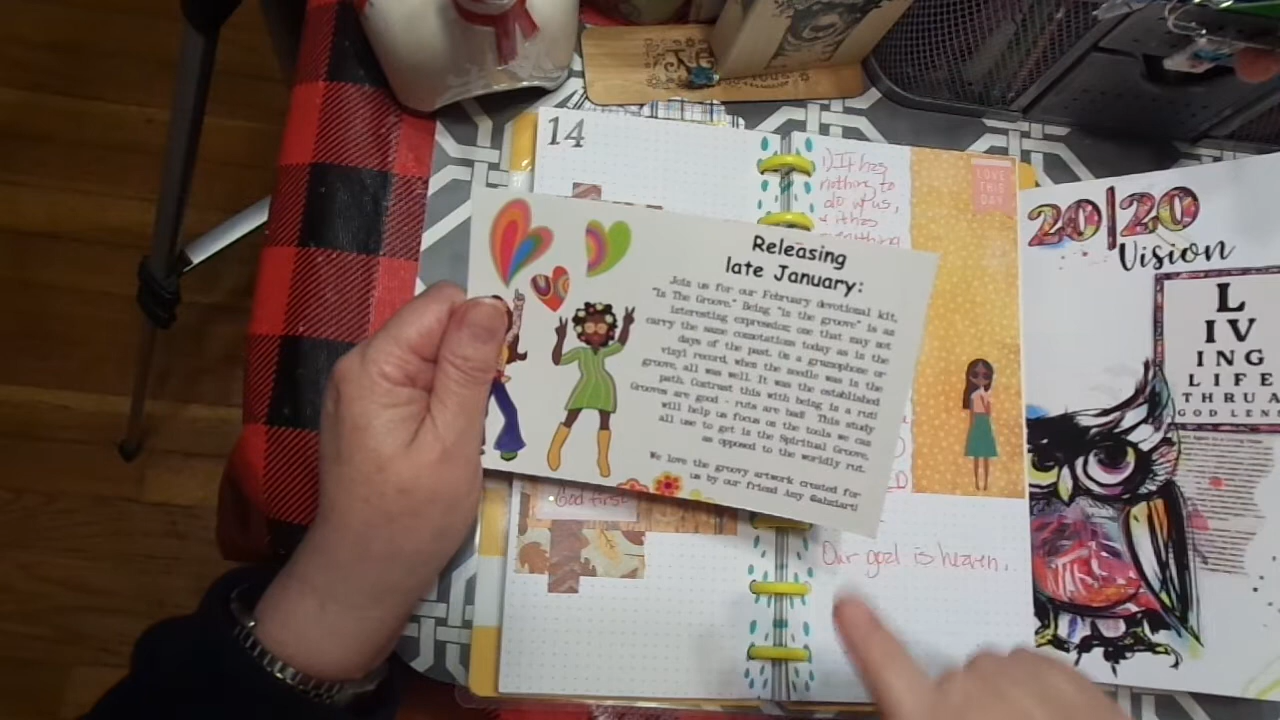 14
1) It has
nothing to
do w/ us,
& it has
everything
LOVE
THIS
DAY
20|20
Vision
L
IV
ING
LIFE
THRU A
GOD LENS
Releasing
late January:
Join us for our February devotional kit,
"In The Groove." Being "in the groove" is an
interesting expression; one that may not
carry the same connotations today as in the
days of the past. On a gramophone or
vinyl record, when the needle was in the
groove, all was well. It was the established
path. Contrast this with being in a rut!
Grooves are good - ruts are bad! This study
will help us focus on the tools we can
all use to get in the Spiritual Groove,
as opposed to the worldly rut.
We love the groovy artwork created for
us by our friend Amy
God first
Our goal is heaven.